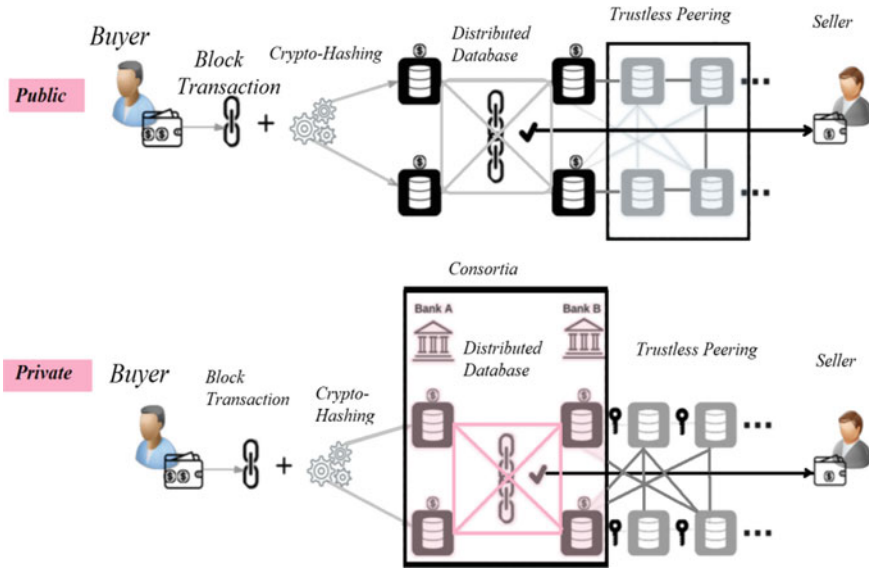 Trustless Peering
Seller
Buyer
Block
Transaction
Crypto-Hashing
Distributed
Database
Public
$ $
+
$
$
$
$
$
...
...
Consortia
Bank A
Bank B
Private
Buyer
Block
Transaction
Crypto-
Hashing
Distributed
Database
Trustless Peering
Seller
$ $
+
$
$
$
$
$
...
...